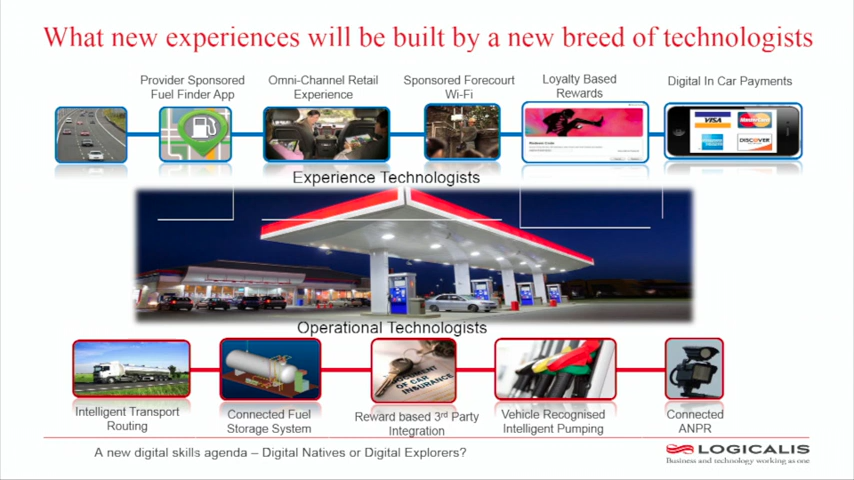 What new experiences will be built by a new breed of technologists
Provider Sponsored
Fuel Finder App
Omni-Channel Retail
Experience
Sponsored Forecourt
Wi-Fi
Loyalty Based
Rewards
Digital In Car Payments
VISA
MasterCard
DISCOVER
Experience Technologists
Operational Technologists
OF CAR
INSURANCE
Intelligent Transport
Routing
Connected Fuel
Storage System
Reward based 3rd Party
Integration
Vehicle Recognised
Intelligent Pumping
Connected
ANPR
A new digital skills agenda – Digital Natives or Digital Explorers?
LOGICALIS
Business and technology working as one